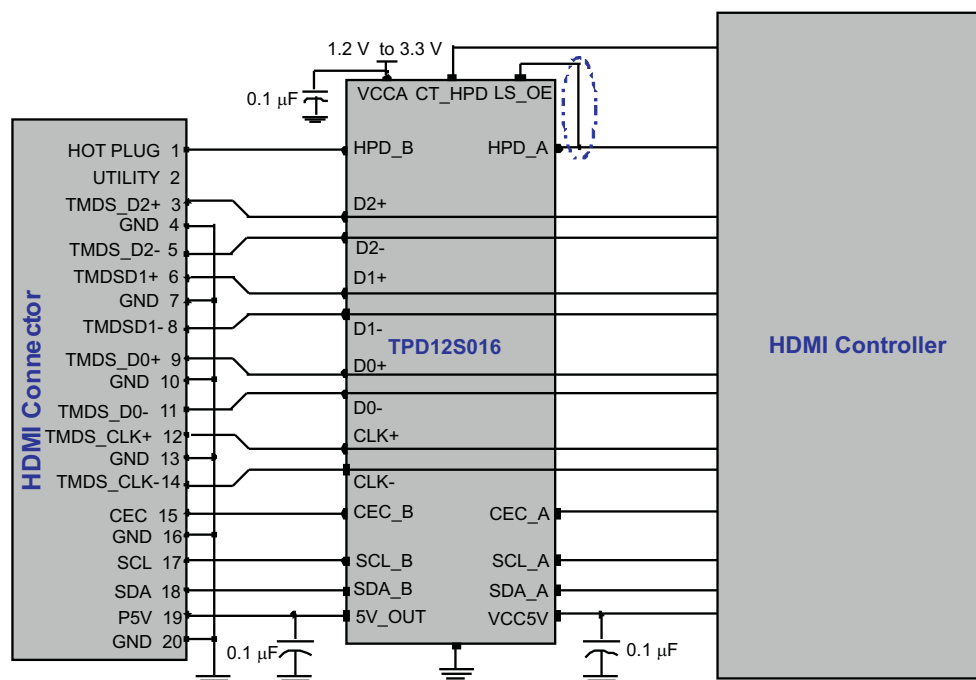 1.2 V to 3.3 V
0.1 μF
VCCA CT_HPD LS_OE
HOT PLUG 1
HPD_B
HPD_A
UTILITY 2
TMDS_D2+ 3
D2+
GND 4
TMDS_D2- 5
D2-
TMDSD1+ 6
D1+
GND 7
TMDSD1- 8
D1-
TPD12S016
HDMI Controller
HDMI Connector
TMDS_D0+ 9
D0+
GND 10
TMDS_D0- 11
D0-
TMDS_CLK+ 12
CLK+
GND 13
TMDS_CLK- 14
CLK-
CEC 15
CEC_B
CEC_A
GND 16
SCL 17
SCL_B
SCL_A
SDA 18
SDA_B
SDA_A
P5V 19
5V_OUT
VCC5V
GND 20
0.1 μF
0.1 μF